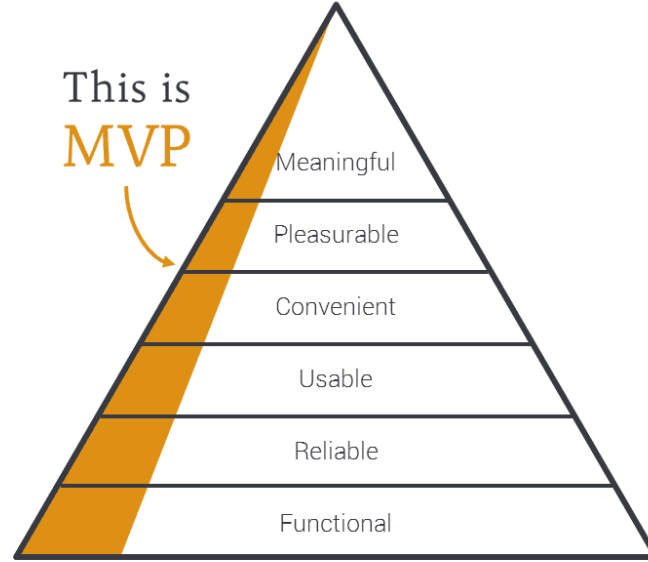 This is
MVP
Meaningful
Pleasurable
Convenient
Usable
Reliable
Functional